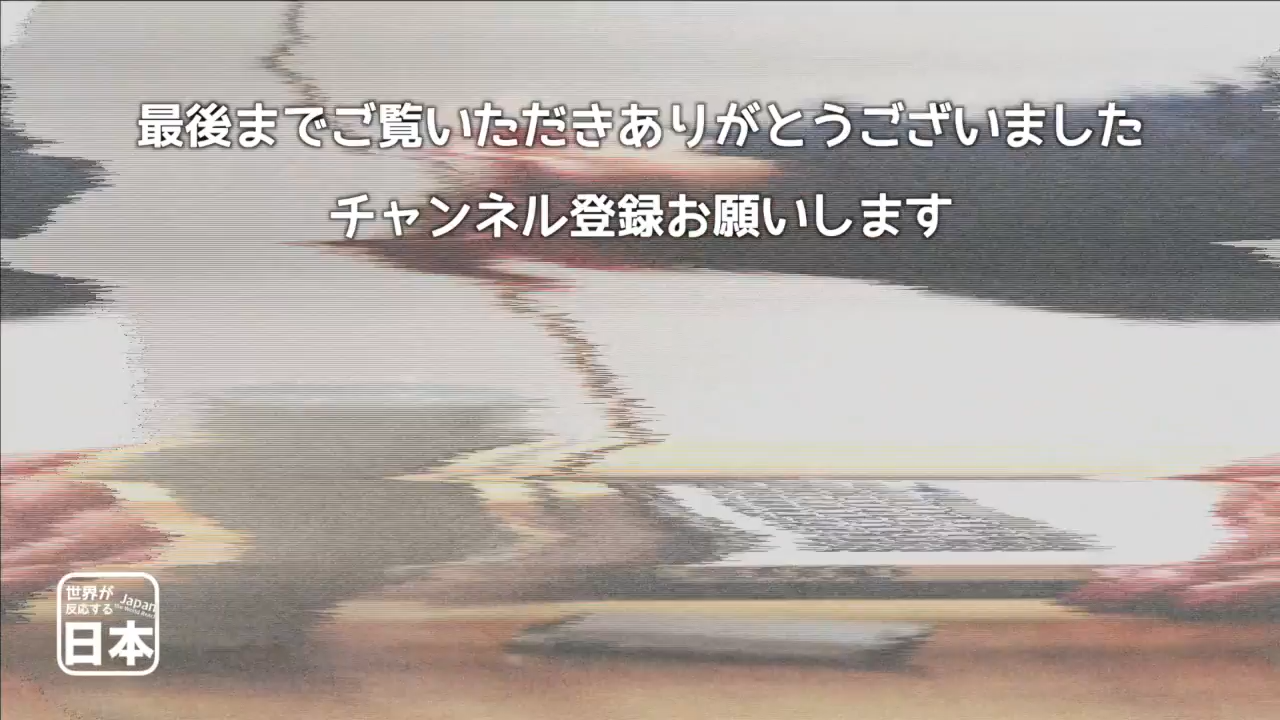 最後までご覧いただきありがとうございました
チャンネル登録お願いします
世界が
反応する
Japan
日本